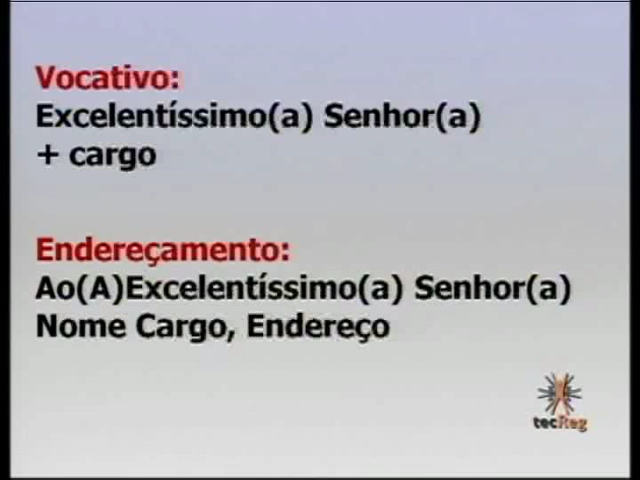 Vocativo:
Excelentíssimo(a) Senhor(a)
+ cargo
Endereçamento:
Ao(A)Excelentíssimo(a) Senhor(a)
Nome Cargo, Endereço
tecReg